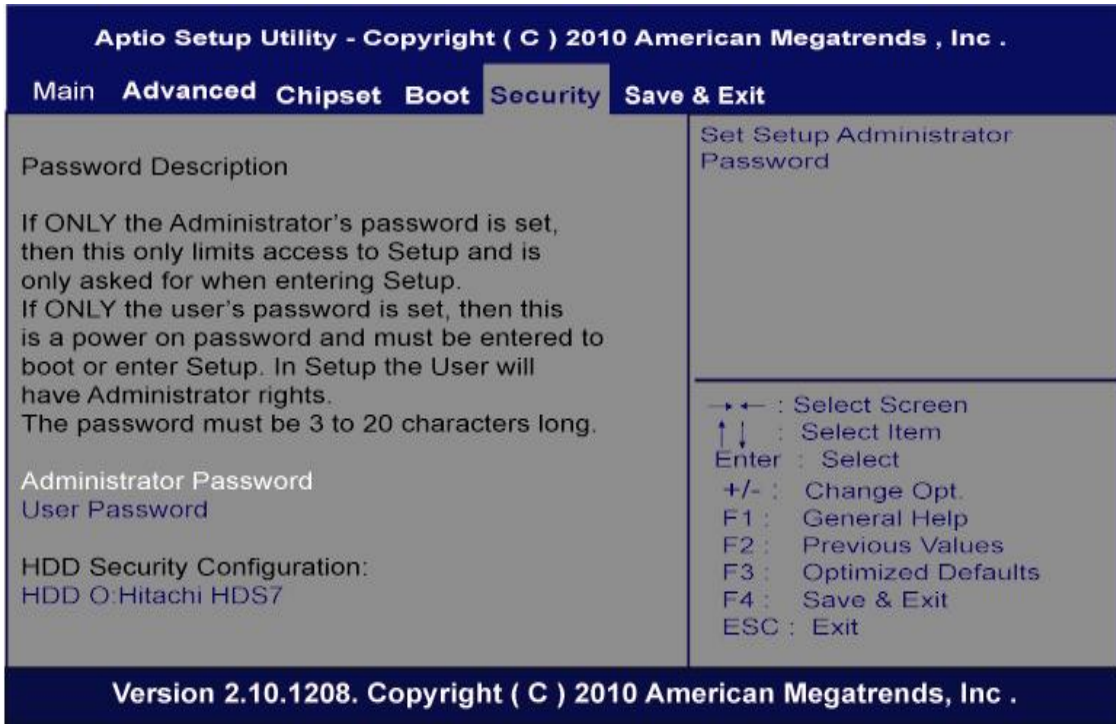 Aptio Setup Utility - Copyright ( C ) 2010 American Megatrends , Inc .
Main Advanced Chipset Boot Security Save & Exit
Password Description
If ONLY the Administrator's password is set,
then this only limits access to Setup and is
only asked for when entering Setup.
If ONLY the user's password is set, then this
is a power on password and must be entered to
boot or enter Setup. In Setup the User will
have Administrator rights.
The password must be 3 to 20 characters long.
Administrator Password
User Password
HDD Security Configuration:
HDD O:Hitachi HDS7
Set Setup Administrator
Password
→← : Select Screen
↑↓ : Select Item
Enter : Select
+/- : Change Opt.
F1 : General Help
F2 : Previous Values
F3 : Optimized Defaults
F4 : Save & Exit
ESC : Exit
Version 2.10.1208. Copyright ( C ) 2010 American Megatrends, Inc .